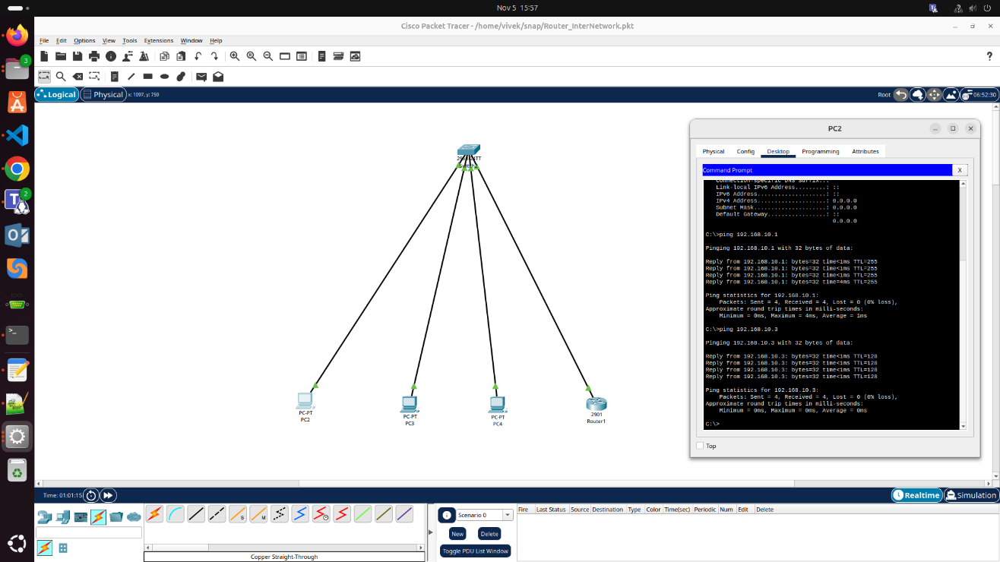 Nov 5 15:57
Cisco Packet Tracer - /home/vivek/snap/Router_InterNetwork.pkt
File Edit Options View Tools Extensions Window Help
Logical Physical x: 1097, y: 759 Root 06:52:30
3
2
PC2
Physical Config Desktop Programming Attributes
Command Prompt X
Connection-specific DNS Suffix..:
Link-local IPv6 Address.........: ::
IPv6 Address....................: ::
IPv4 Address....................: 0.0.0.0
Subnet Mask.....................: 0.0.0.0
Default Gateway.................: ::
0.0.0.0
C:\>ping 192.168.10.1
Pinging 192.168.10.1 with 32 bytes of data:
Reply from 192.168.10.1: bytes=32 time<1ms TTL=255
Reply from 192.168.10.1: bytes=32 time<1ms TTL=255
Reply from 192.168.10.1: bytes=32 time<1ms TTL=255
Reply from 192.168.10.1: bytes=32 time=4ms TTL=255
Ping statistics for 192.168.10.1:
Packets: Sent = 4, Received = 4, Lost = 0 (0% loss),
Approximate round trip times in milli-seconds:
Minimum = 0ms, Maximum = 4ms, Average = 1ms
C:\>ping 192.168.10.3
Pinging 192.168.10.3 with 32 bytes of data:
Reply from 192.168.10.3: bytes=32 time<1ms TTL=128
Reply from 192.168.10.3: bytes=32 time<1ms TTL=128
Reply from 192.168.10.3: bytes=32 time<1ms TTL=128
Reply from 192.168.10.3: bytes=32 time<1ms TTL=128
Ping statistics for 192.168.10.3:
Packets: Sent = 4, Received = 4, Lost = 0 (0% loss),
Approximate round trip times in milli-seconds:
Minimum = 0ms, Maximum = 0ms, Average = 0ms
C:\>
Top
PC-PT
PC2
PC-PT
PC3
PC-PT
PC4
2901
Router1
Time: 01:01:15 Realtime Simulation
Scenario 0
New Delete
Toggle PDU List Window
Fire Last Status Source Destination Type Color Time(sec) Periodic Num Edit Delete
Copper Straight-Through